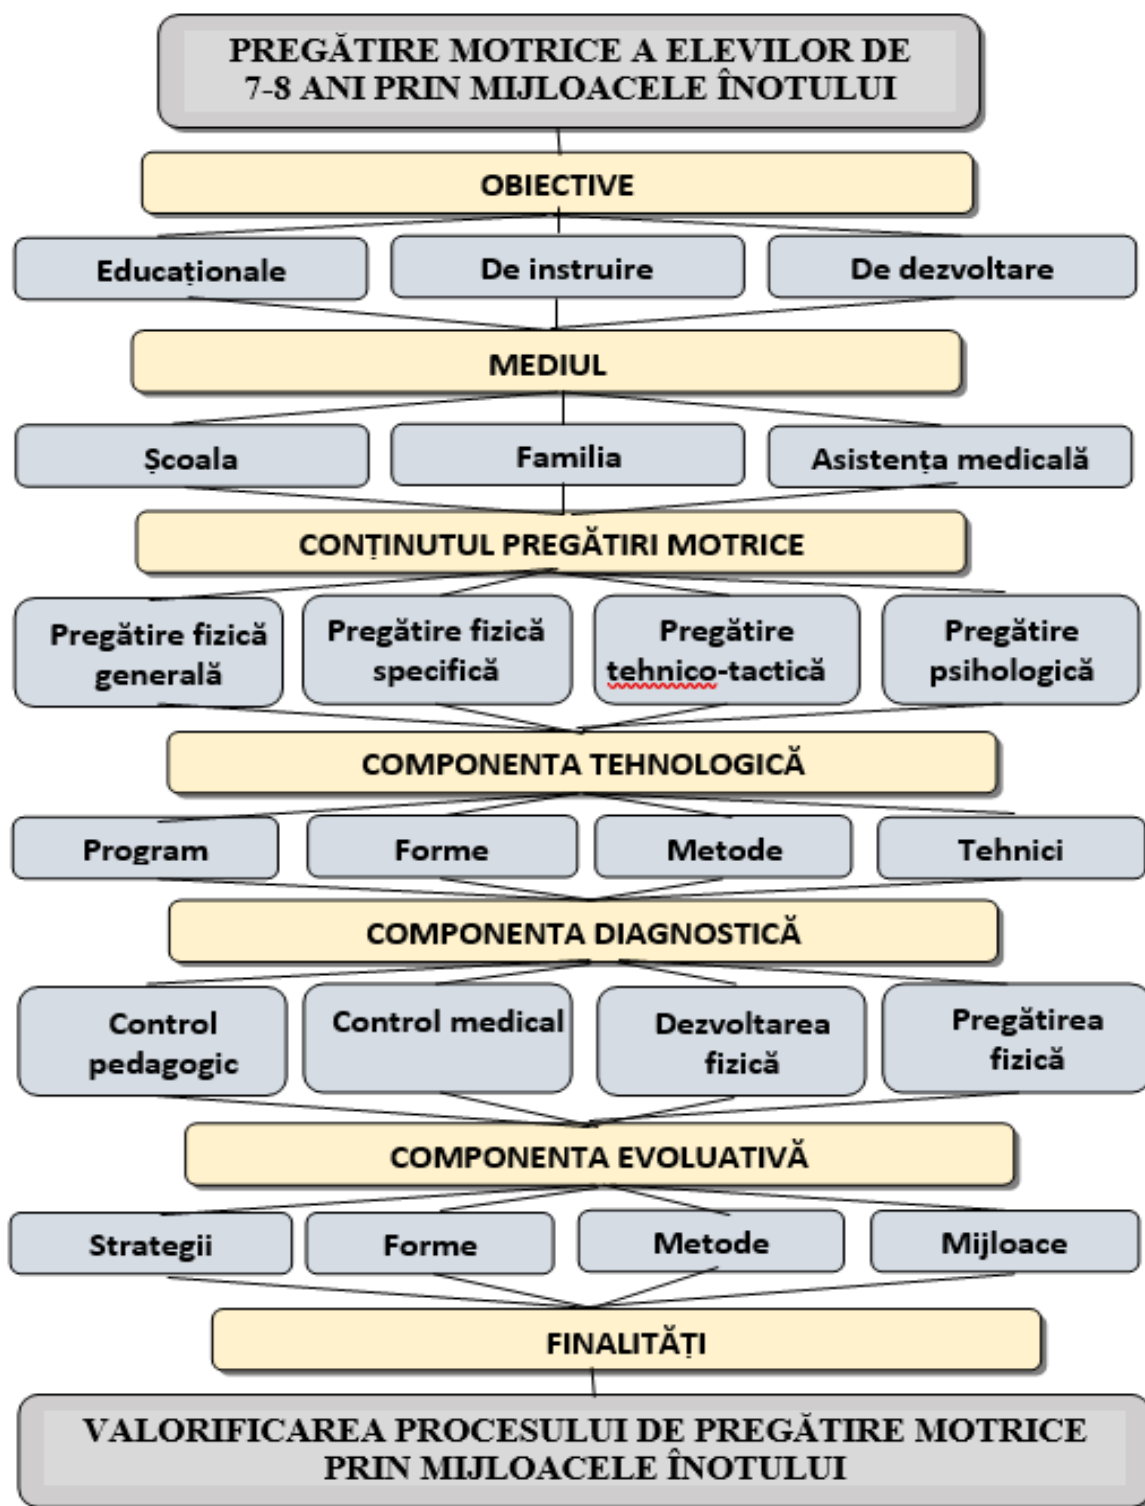 PREGĂTIRE MOTRICE A ELEVILOR DE
7-8 ANI PRIN MIJLOACELE ÎNOTULUI
OBIECTIVE
Educaționale
De instruire
De dezvoltare
MEDIUL
Școala
Familia
Asistența medicală
CONȚINUTUL PREGĂTIRI MOTRICE
Pregătire fizică
generală
Pregătire fizică
specifică
Pregătire
tehnico-tactică
Pregătire
psihologică
COMPONENTA TEHNOLOGICĂ
Program
Forme
Metode
Tehnici
COMPONENTA DIAGNOSTICĂ
Control
pedagogic
Control medical
Dezvoltarea
fizică
Pregătirea
fizică
COMPONENTA EVOLUATIVĂ
Strategii
Forme
Metode
Mijloace
FINALITĂȚI
VALORIFICAREA PROCESULUI DE PREGĂTIRE MOTRICE
PRIN MIJLOACELE ÎNOTULUI